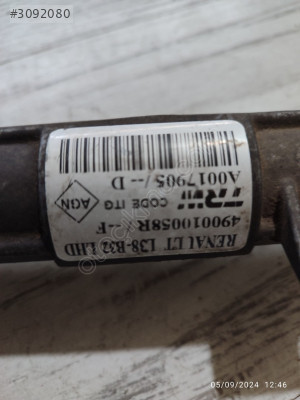 #3092080
RENAULT L38-B32 LHD
490010058R --F
TRW CODE ITG AGN
A0017905/-- D
05/09/2024 12:46